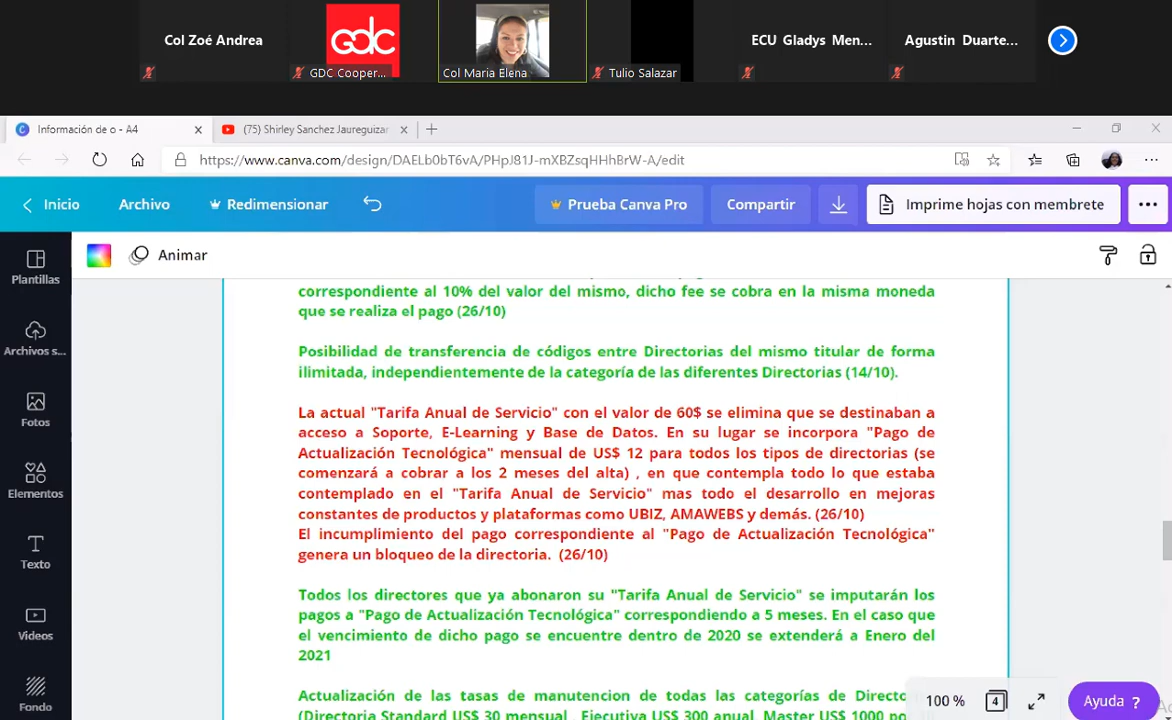 Col Zoé Andrea
gdc
GDC Cooper...
Col Maria Elena
Tulio Salazar
ECU Gladys Men...
Agustin Duarte...
Información de o - A4
(75) Shirley Sanchez Jaureguizar
https://www.canva.com/design/DAELb0bT6vA/PHpJ81J-mXBZsqHHhBrW-A/edit
Inicio
Archivo
Redimensionar
Prueba Canva Pro
Compartir
Imprime hojas con membrete
Animar
Plantillas
Archivos s...
Fotos
Elementos
Texto
Videos
Fondo
correspondiente al 10% del valor del mismo, dicho fee se cobra en la misma moneda
que se realiza el pago (26/10)
Posibilidad de transferencia de códigos entre Directorias del mismo titular de forma
ilimitada, independientemente de la categoría de las diferentes Directorias (14/10).
La actual "Tarifa Anual de Servicio" con el valor de 60$ se elimina que se destinaban a
acceso a Soporte, E-Learning y Base de Datos. En su lugar se incorpora "Pago de
Actualización Tecnológica" mensual de US$ 12 para todos los tipos de directorias (se
comenzará a cobrar a los 2 meses del alta) , en que contempla todo lo que estaba
contemplado en el "Tarifa Anual de Servicio" mas todo el desarrollo en mejoras
constantes de productos y plataformas como UBIZ, AMAWEBS y demás. (26/10)
El incumplimiento del pago correspondiente al "Pago de Actualización Tecnológica"
genera un bloqueo de la directoria. (26/10)
Todos los directores que ya abonaron su "Tarifa Anual de Servicio" se imputarán los
pagos a "Pago de Actualización Tecnológica" correspondiendo a 5 meses. En el caso que
el vencimiento de dicho pago se encuentre dentro de 2020 se extenderá a Enero del
2021
Actualización de las tasas de manutencion de todas las categorías de
(Directoria Standard US$ 30 mensual, Ejecutiva US$ 300 anual, Master US$ 1000
100 %
4
Ayuda ?